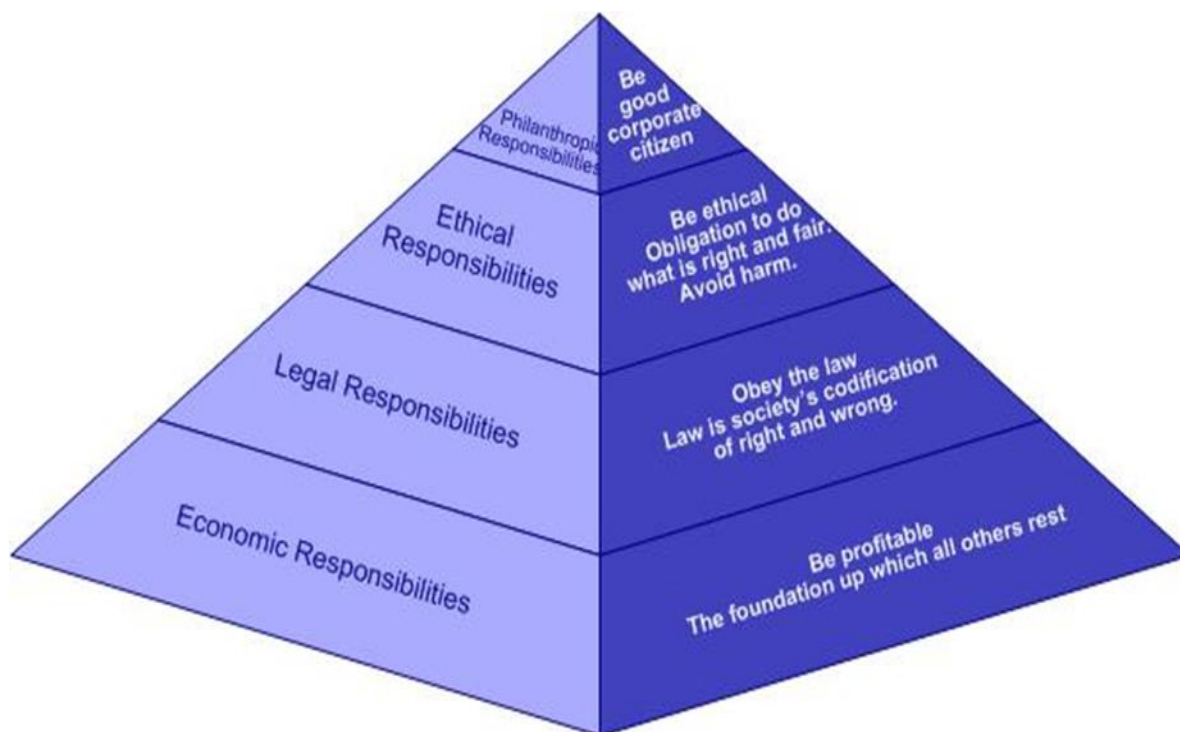 Philanthropic
Responsibilities
Be
good
corporate
citizen
Ethical
Responsibilities
Be ethical
Obligation to do
what is right and fair.
Avoid harm.
Legal Responsibilities
Obey the law
Law is society's codification
of right and wrong.
Economic Responsibilities
Be profitable
The foundation up which all others rest